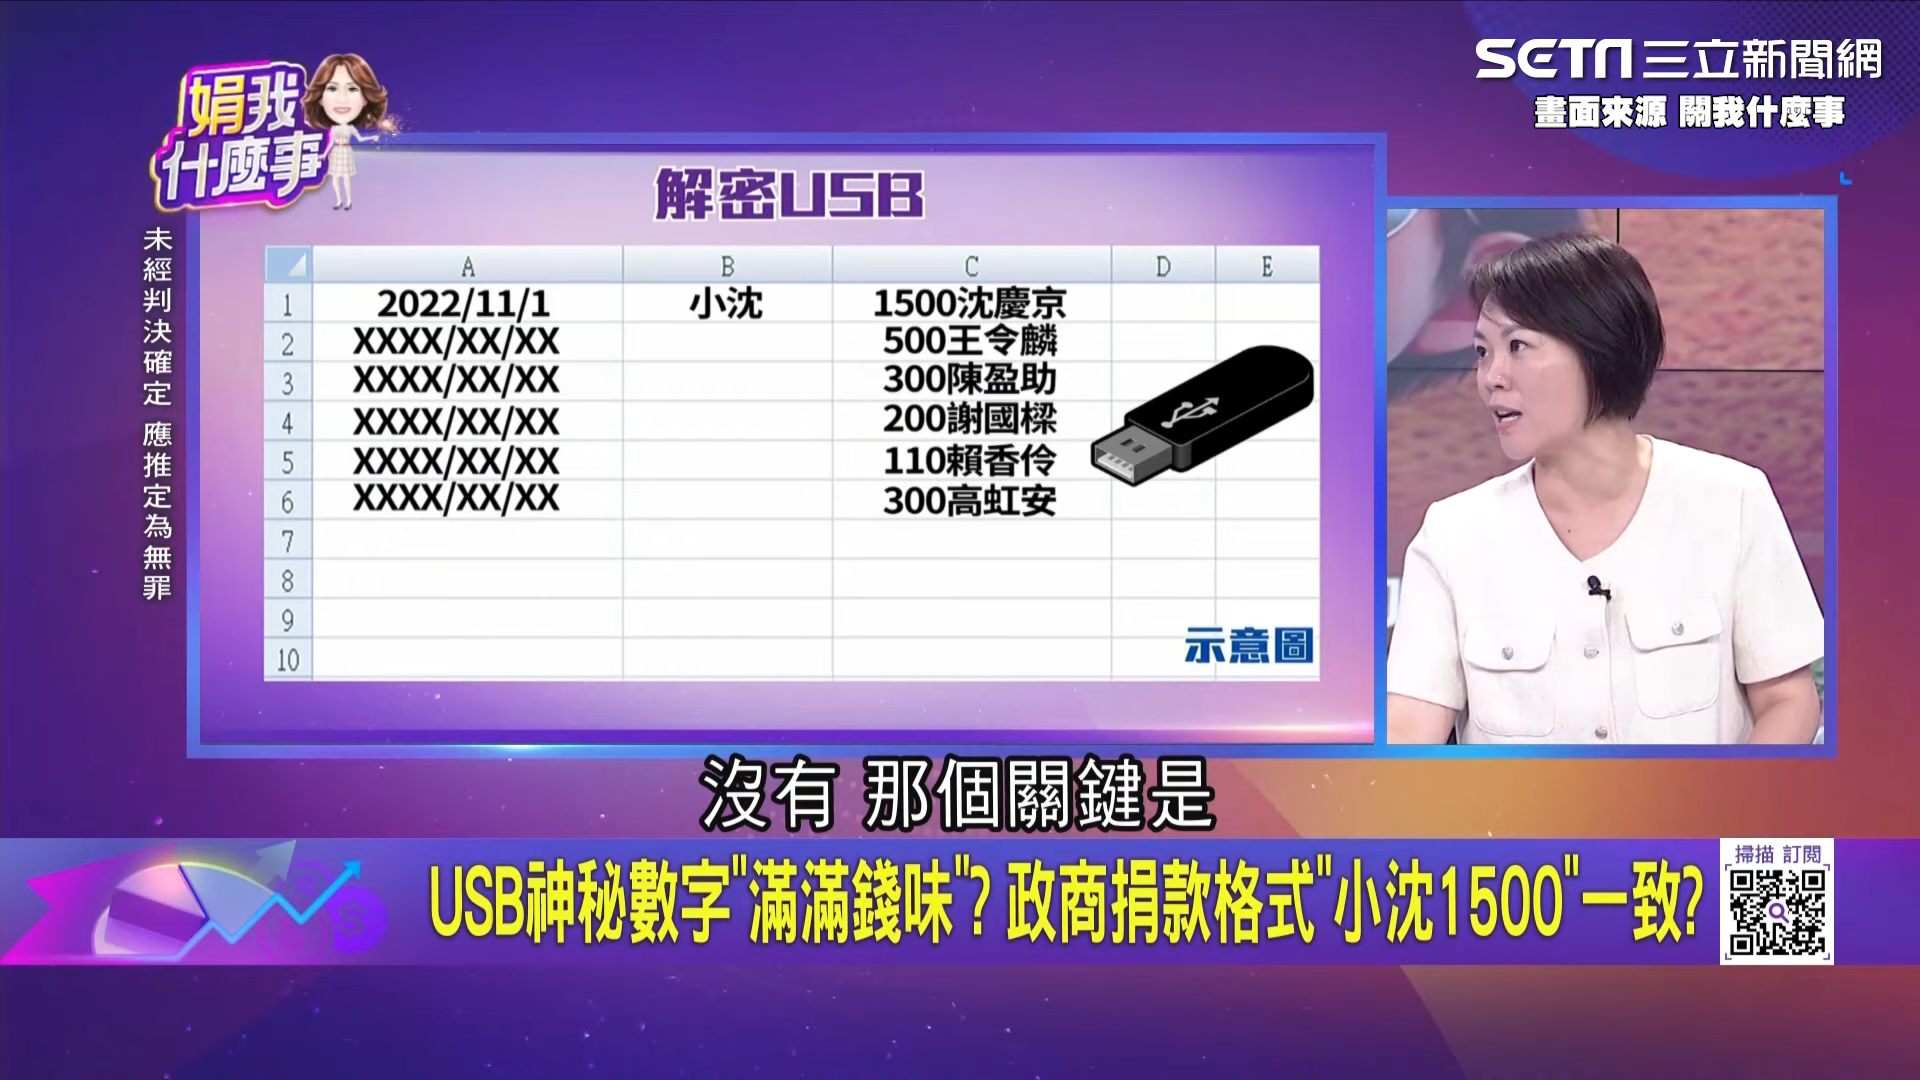 娟我
什麼事
SETN三立新聞網
畫面來源 關我什麼事
未經判決確定 應推定為無罪
解密USB
A B C D E
1 2022/11/1 小沈 1500沈慶京
2 XXXX/XX/XX 500王令麟
3 XXXX/XX/XX 300陳盈助
4 XXXX/XX/XX 200謝國樑
5 XXXX/XX/XX 110賴香伶
6 XXXX/XX/XX 300高虹安
7
8
9
10
示意圖
沒有 那個關鍵是
USB神秘數字"滿滿錢味"? 政商捐款格式"小沈1500"一致?
掃描 訂閱